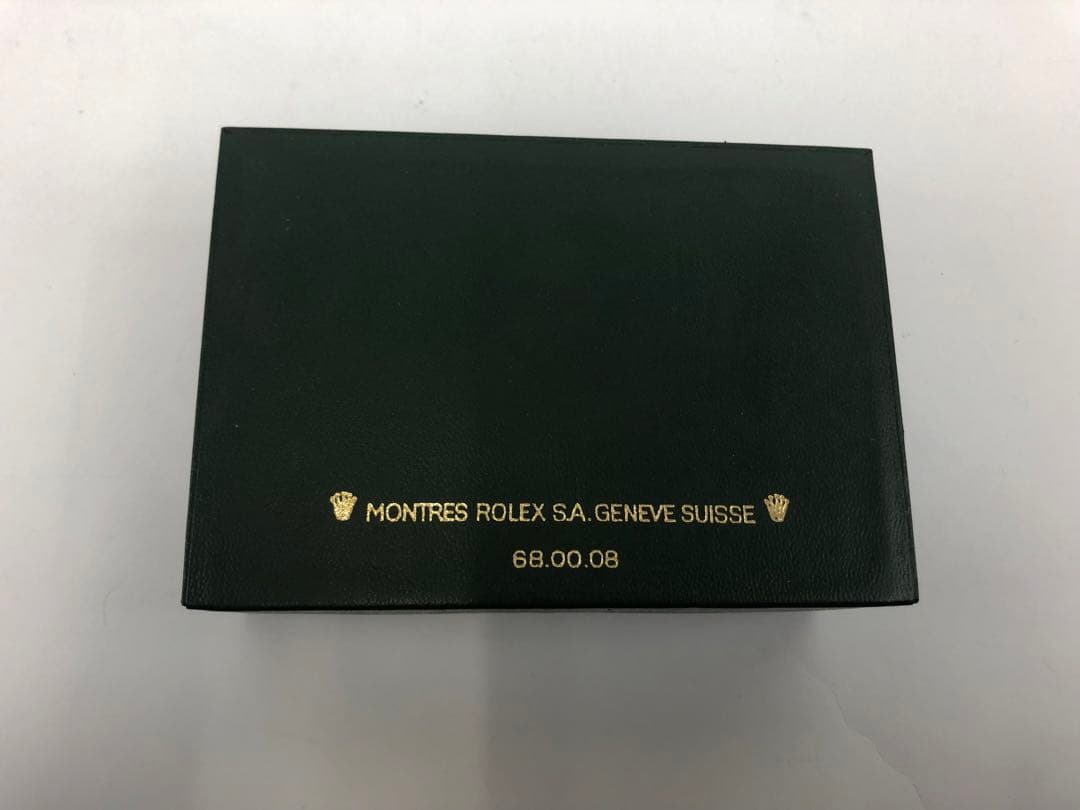 MONTRES ROLEX S.A. GENEVE SUISSE
68.00.08